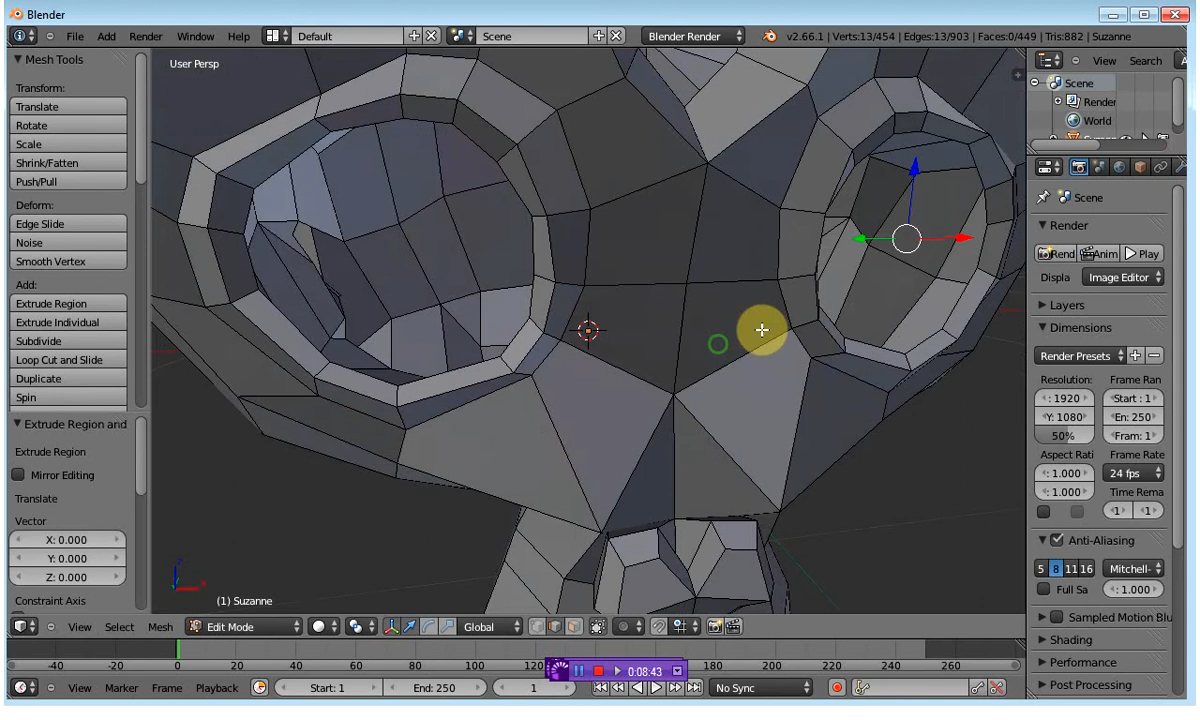 Blender
File Add Render Window Help Default Scene Blender Render v2.66.1 | Verts:13/454 | Edges:13/903 | Faces:0/449 | Tris:882 | Suzanne
Mesh Tools
Transform:
Translate
Rotate
Scale
Shrink/Fatten
Push/Pull
Deform:
Edge Slide
Noise
Smooth Vertex
Add:
Extrude Region
Extrude Individual
Subdivide
Loop Cut and Slide
Duplicate
Spin
Extrude Region and
Extrude Region
Mirror Editing
Translate
Vector
X: 0.000
Y: 0.000
Z: 0.000
Constraint Axis
User Persp
(1) Suzanne
View Select Mesh Edit Mode Global
-40 -20 0 20 40 60 80 100 120 180 200 220 240 260
0:08:43
View Marker Frame Playback Start: 1 End: 250 1 No Sync
View Search
Scene
Render
World
Scene
Render
Rend Anim Play
Displa Image Editor
Layers
Dimensions
Render Presets
Resolution: Frame Ran
: 1920 Start : 1
Y: 1080 En: 250
50% Fram: 1
Aspect Rati Frame Rate
: 1.000 24 fps
: 1.000 Time Rema
1 1
Anti-Aliasing
5 8 11 16 Mitchell-
Full Sa : 1.000
Sampled Motion Blu
Shading
Performance
Post Processing